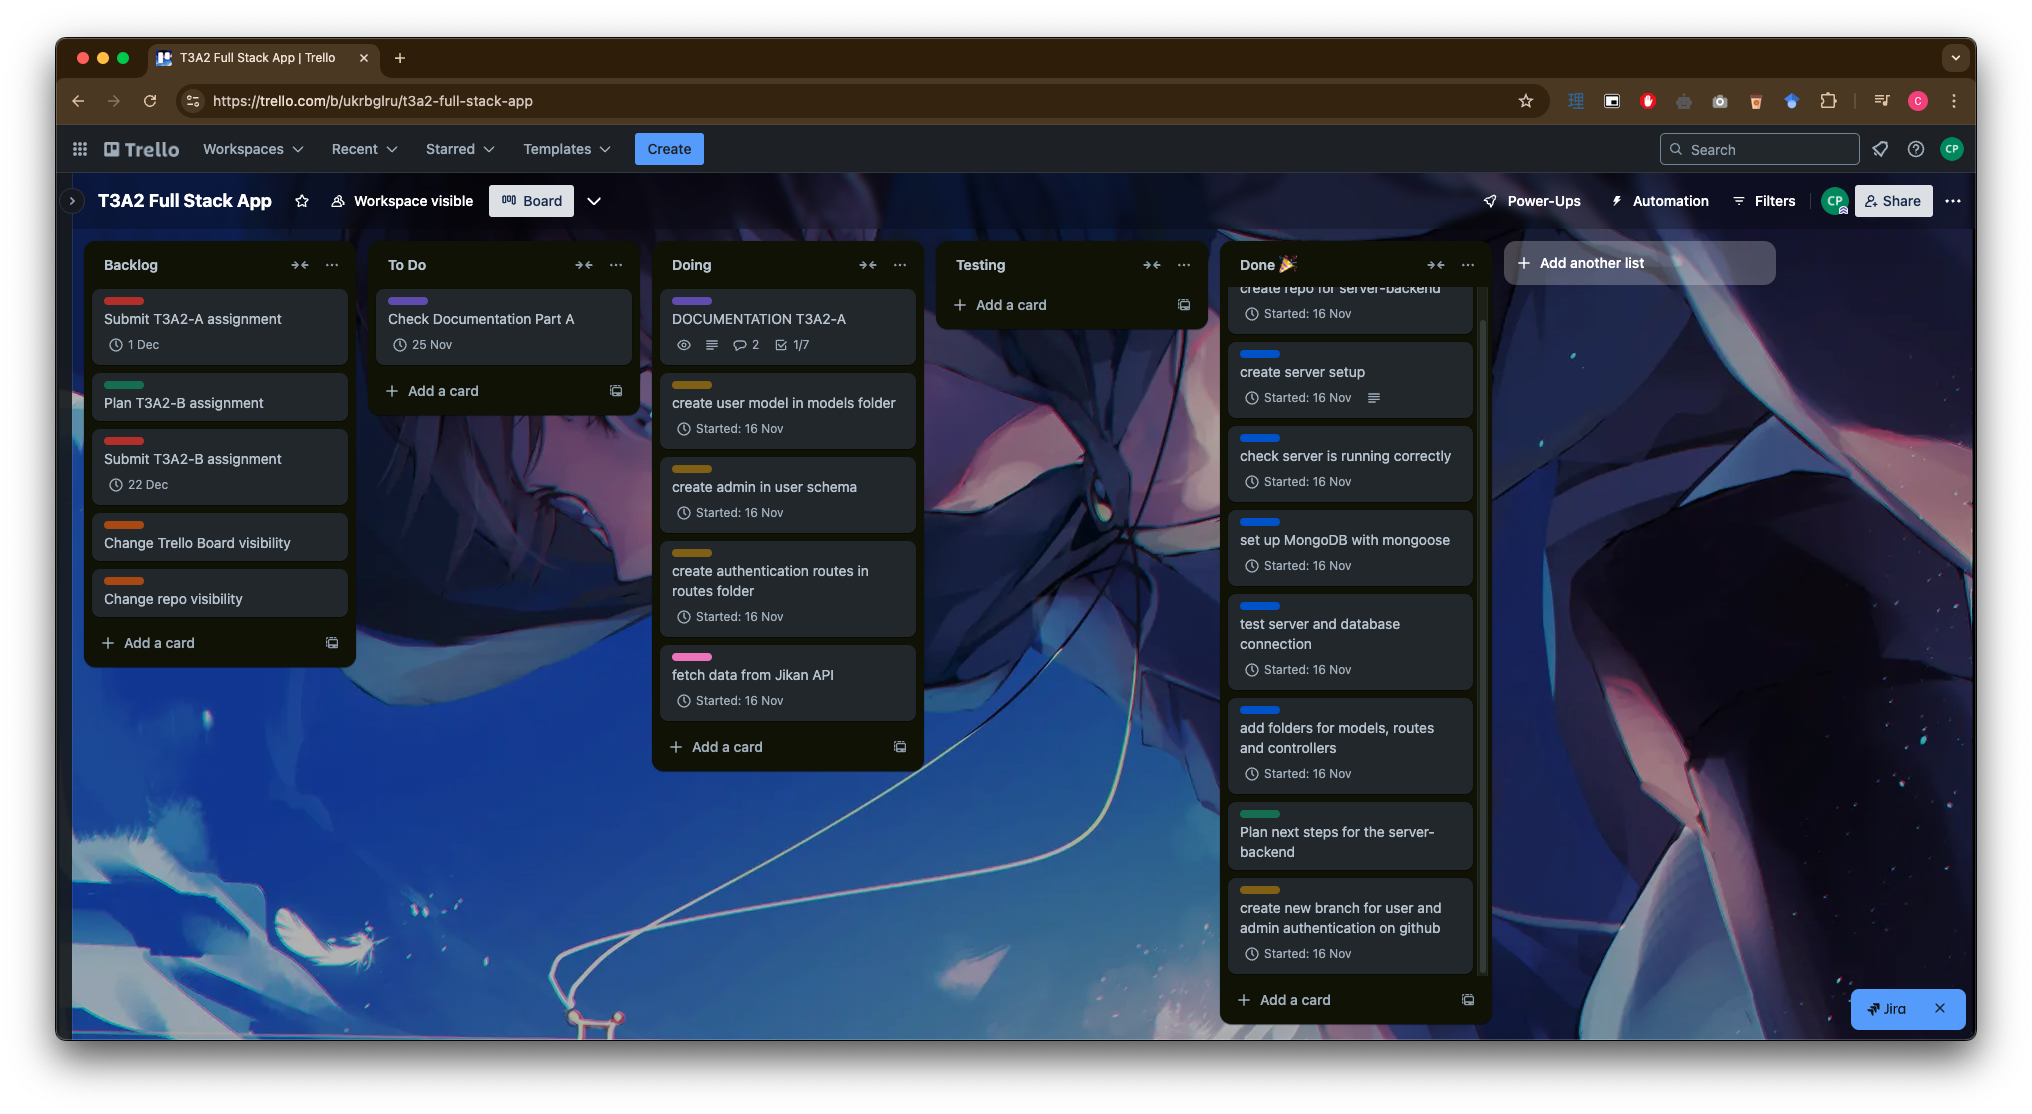 T3A2 Full Stack App | Trello
https://trello.com/b/ukrbglru/t3a2-full-stack-app
理
C
Trello
Workspaces
Recent
Starred
Templates
Create
Search
CP
T3A2 Full Stack App
Workspace visible
Board
Power-Ups
Automation
Filters
CP
Share
Backlog
Submit T3A2-A assignment
1 Dec
Plan T3A2-B assignment
Submit T3A2-B assignment
22 Dec
Change Trello Board visibility
Change repo visibility
Add a card
To Do
Check Documentation Part A
25 Nov
Add a card
Doing
DOCUMENTATION T3A2-A
2
1/7
create user model in models folder
Started: 16 Nov
create admin in user schema
Started: 16 Nov
create authentication routes in
routes folder
Started: 16 Nov
fetch data from Jikan API
Started: 16 Nov
Add a card
Testing
Add a card
Done 🎉
create repo for server-backend
Started: 16 Nov
create server setup
Started: 16 Nov
check server is running correctly
Started: 16 Nov
set up MongoDB with mongoose
Started: 16 Nov
test server and database
connection
Started: 16 Nov
add folders for models, routes
and controllers
Started: 16 Nov
Plan next steps for the server-
backend
create new branch for user and
admin authentication on github
Started: 16 Nov
Add a card
Add another list
Jira